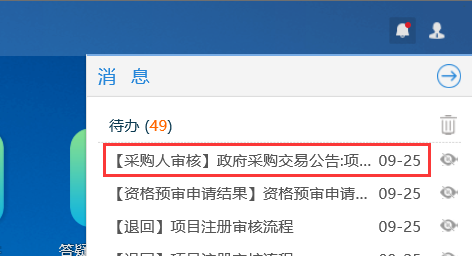 消 息
待办 (49)
【采购人审核】政府采购交易公告:项... 09-25
【资格预审申请结果】资格预审申请... 09-25
【退回】项目注册审核流程 09-25
答疑